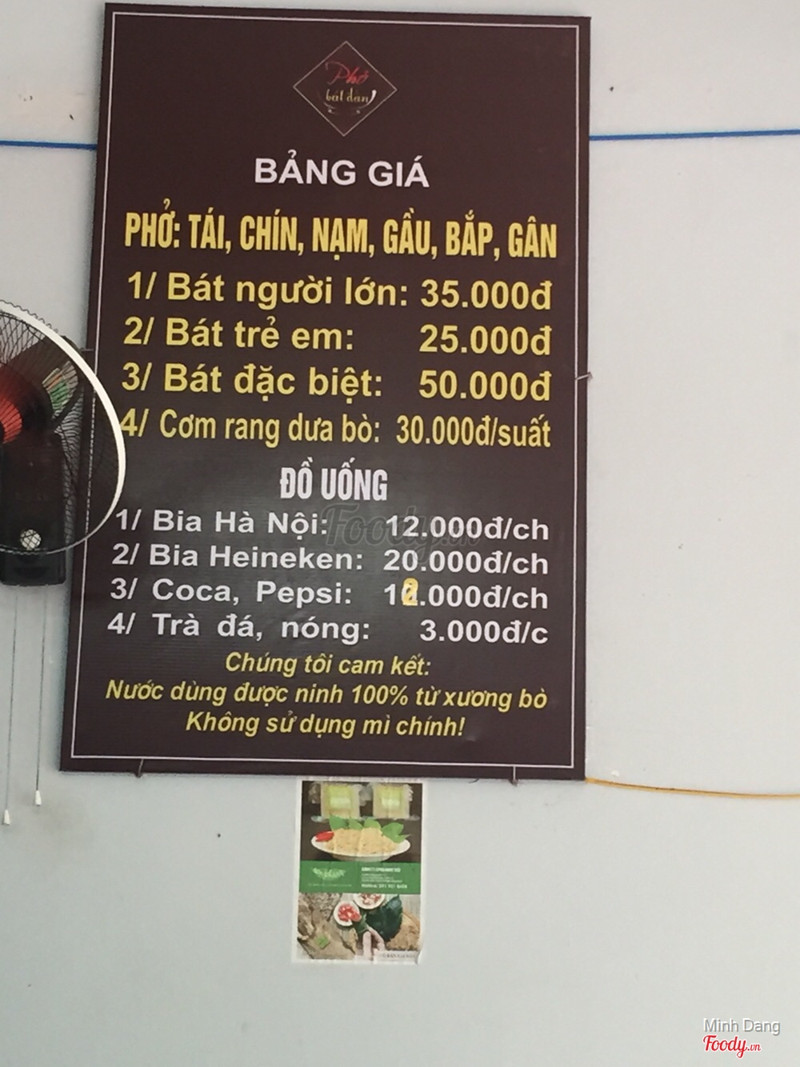 Phở
bát đàn
BẢNG GIÁ
PHỞ: TÁI, CHÍN, NẠM, GẦU, BẮP, GÂN
1/ Bát người lớn: 35.000đ
2/ Bát trẻ em: 25.000đ
3/ Bát đặc biệt: 50.000đ
4/ Cơm rang dưa bò: 30.000đ/suất
ĐỒ UỐNG
1/ Bia Hà Nội: 12.000đ/ch
2/ Bia Heineken: 20.000đ/ch
3/ Coca, Pepsi: 12.000đ/ch
4/ Trà đá, nóng: 3.000đ/c
Chúng tôi cam kết:
Nước dùng được ninh 100% từ xương bò
Không sử dụng mì chính!
Foody.vn
Minh Dang
Foody.vn